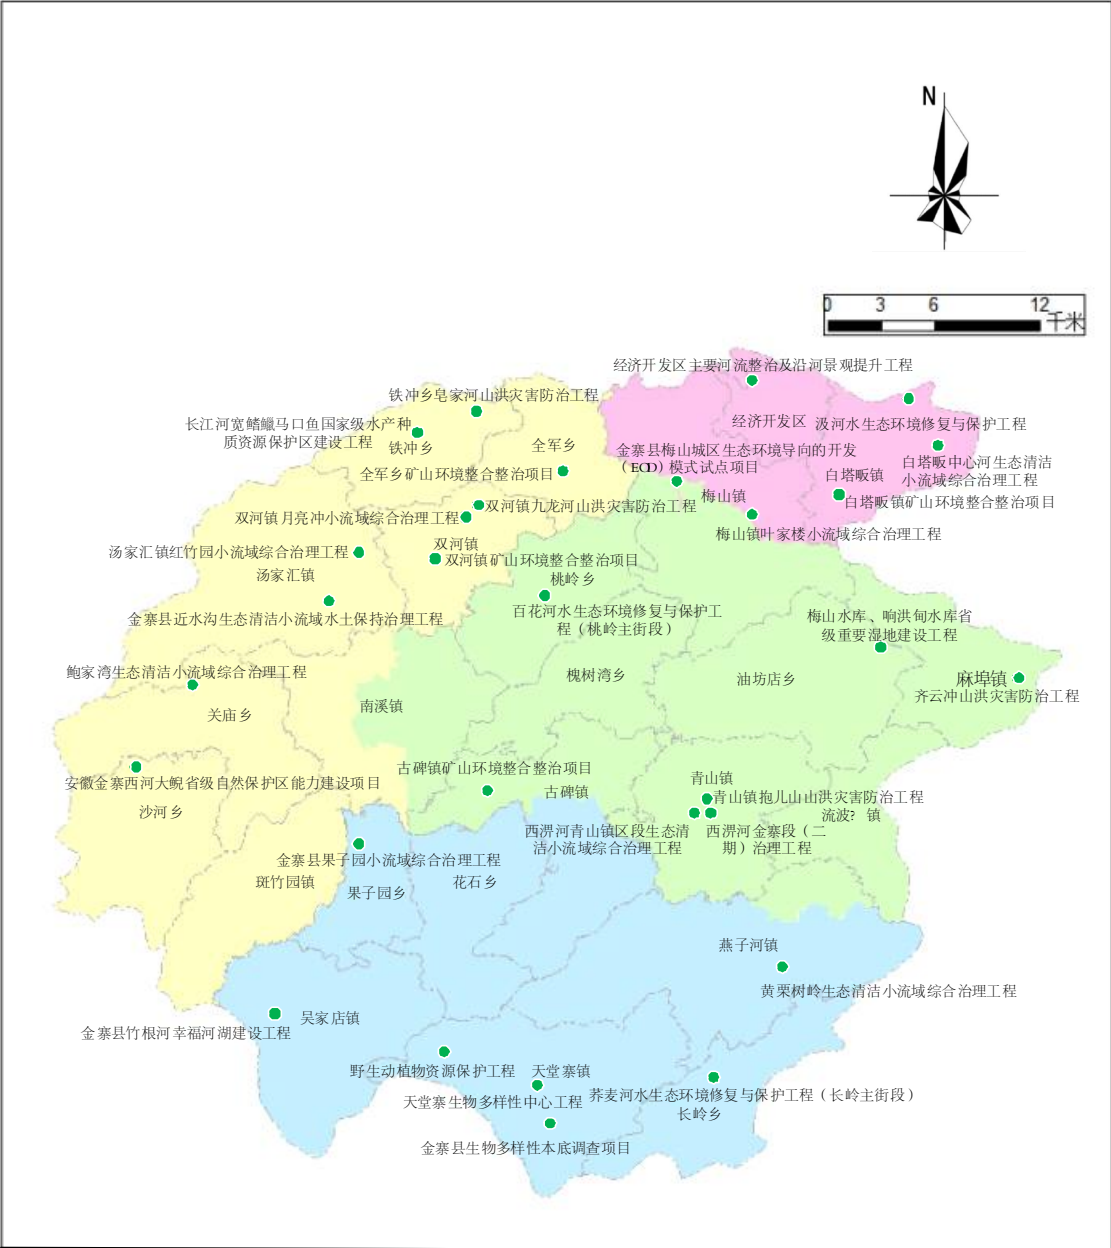 N
0 3 6 12
千米
经济开发区主要河流整治及沿河景观提升工程
铁冲乡皂家河山洪灾害防治工程
长江河宽鳍鱲马口鱼国家级水产种
质资源保护区建设工程
铁冲乡
经济开发区
汲河水生态环境修复与保护工程
全军乡
金寨县梅山城区生态环境导向的开发
（EOD）模式试点项目
白塔畈中心河生态清洁
小流域综合治理工程
全军乡矿山环境整合整治项目
白塔畈镇
梅山镇
白塔畈镇矿山环境整合整治项目
双河镇九龙河山洪灾害防治工程
双河镇月亮冲小流域综合治理工程
梅山镇叶家楼小流域综合治理工程
双河镇
汤家汇镇红竹园小流域综合治理工程
双河镇矿山环境整合整治项目
汤家汇镇
桃岭乡
百花河水生态环境修复与保护工
程（桃岭主街段）
金寨县近水沟生态清洁小流域水土保持治理工程
梅山水库、响洪甸水库省
级重要湿地建设工程
鲍家湾生态清洁小流域综合治理工程
槐树湾乡
油坊店乡
麻埠镇
齐云冲山洪灾害防治工程
南溪镇
关庙乡
古碑镇矿山环境整合整治项目
青山镇
安徽金寨西河大鲵省级自然保护区能力建设项目
古碑镇
青山镇抱儿山山洪灾害防治工程
沙河乡
流波?镇
西淠河青山镇区段生态清
洁小流域综合治理工程
西淠河金寨段（二
期）治理工程
金寨县果子园小流域综合治理工程
斑竹园镇
果子园乡
花石乡
燕子河镇
黄栗树岭生态清洁小流域综合治理工程
吴家店镇
金寨县竹根河幸福河湖建设工程
野生动植物资源保护工程
天堂寨镇
天堂寨生物多样性中心工程
荞麦河水生态环境修复与保护工程（长岭主街段）
长岭乡
金寨县生物多样性本底调查项目